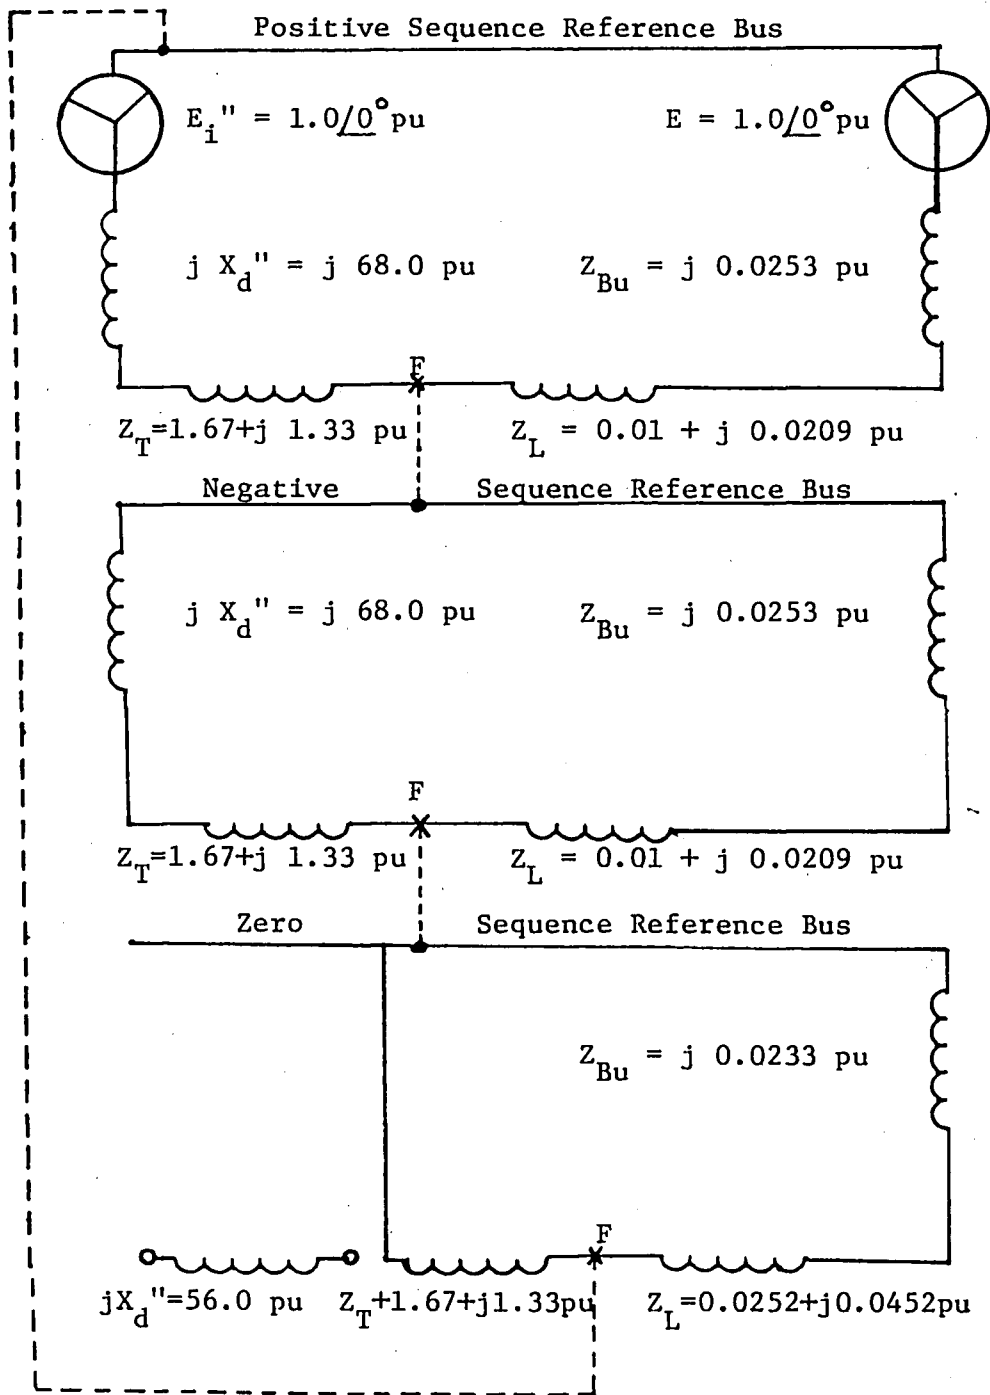 Positive Sequence Reference Bus
E_i" = 1.0/0° pu
E = 1.0/0° pu
j X_d" = j 68.0 pu
Z_Bu = j 0.0253 pu
F
Z_T=1.67+j 1.33 pu
Z_L = 0.01 + j 0.0209 pu
Negative Sequence Reference Bus
j X_d" = j 68.0 pu
Z_Bu = j 0.0253 pu
F
Z_T=1.67+j 1.33 pu
Z_L = 0.01 + j 0.0209 pu
Zero Sequence Reference Bus
Z_Bu = j 0.0233 pu
F
jX_d"=56.0 pu
Z_T+1.67+j1.33pu
Z_L=0.0252+j0.0452pu